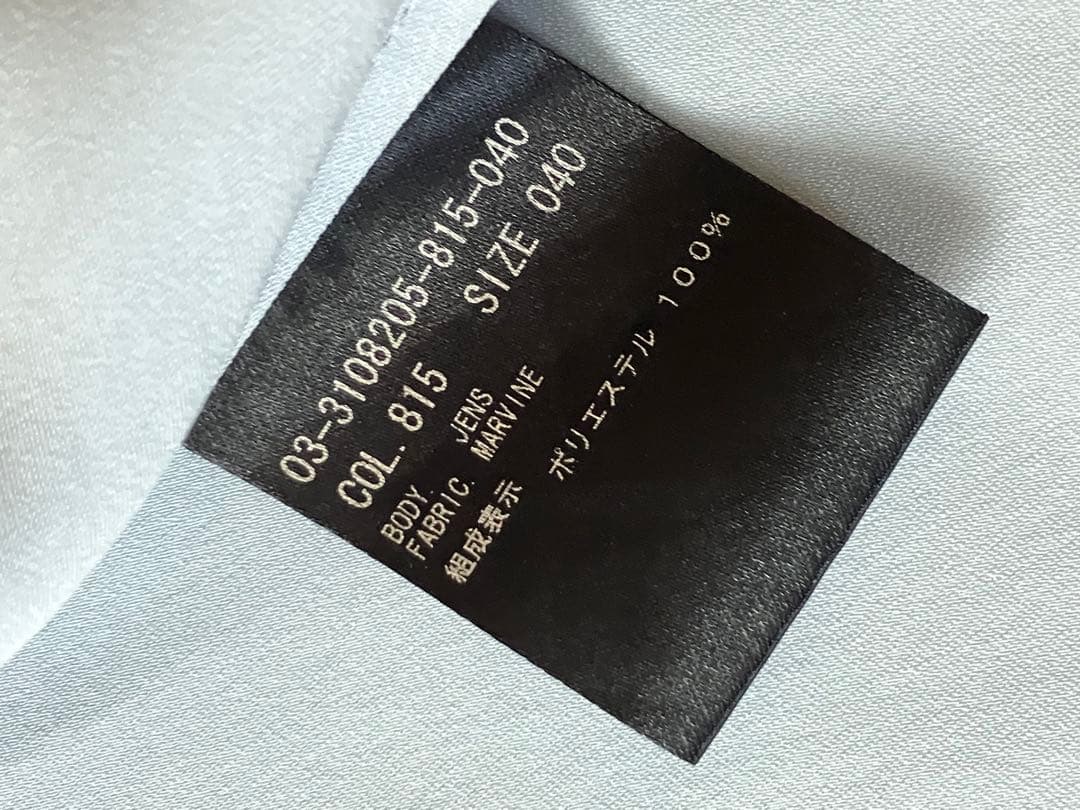 03-3108205-815-040
COL. 815 SIZE 040
BODY. JENS
FABRIC. MARVINE
組成表示 ポリエステル 100%